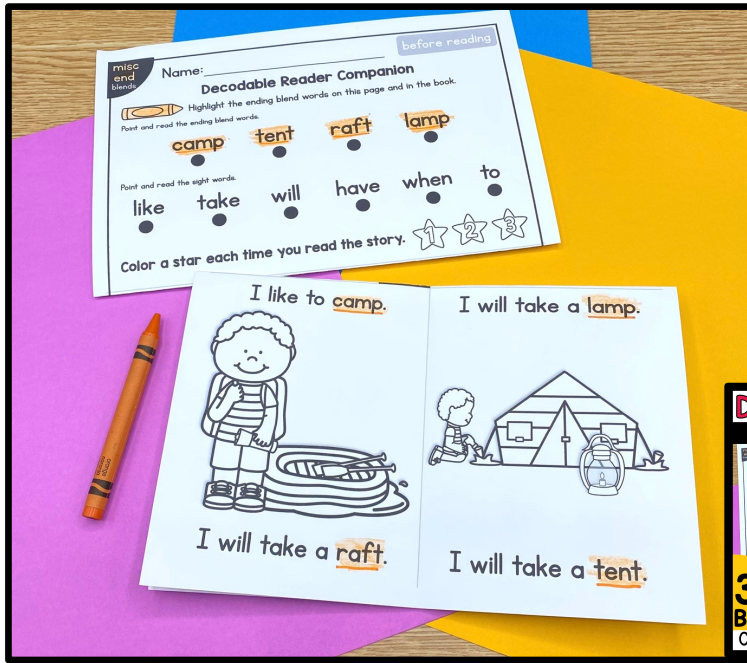 misc
end
blends
before reading
Name:
Decodable Reader Companion
Highlight the ending blend words on this page and in the book.
Point and read the ending blend words.
camp tent raft lamp
Point and read the sight words.
like take will have when to
Color a star each time you read the story. 1 2 3
I like to camp.
I will take a raft.
I will take a lamp.
I will take a tent.
orange